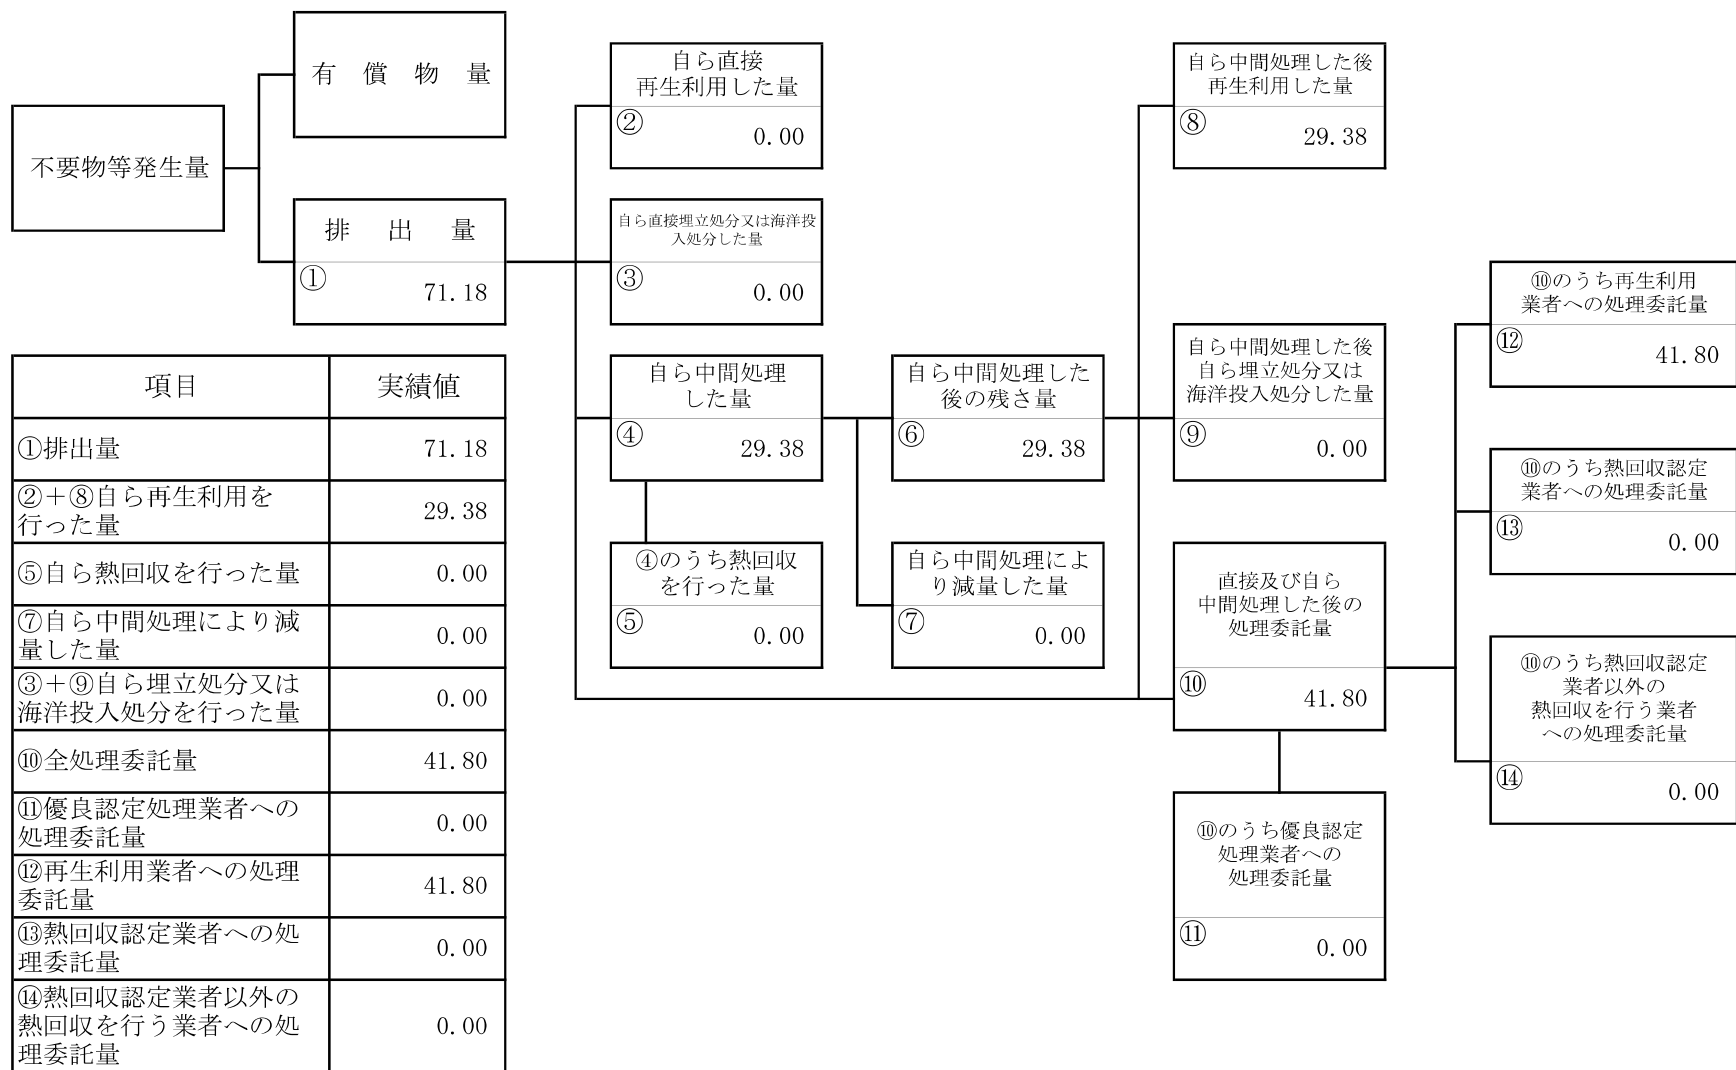 不要物等発生量
有 償 物 量
排 出 量
①
71.18
自ら直接
再生利用した量
②
0.00
自ら直接埋立処分又は海洋投
入処分した量
③
0.00
自ら中間処理
した量
④
29.38
④のうち熱回収
を行った量
⑤
0.00
自ら中間処理した
後の残さ量
⑥
29.38
自ら中間処理によ
り減量した量
⑦
0.00
自ら中間処理した後
再生利用した量
⑧
29.38
自ら中間処理した後
自ら埋立処分又は
海洋投入処分した量
⑨
0.00
直接及び自ら
中間処理した後の
処理委託量
⑩
41.80
⑩のうち優良認定
処理業者への
処理委託量
⑪
0.00
⑩のうち再生利用
業者への処理委託量
⑫
41.80
⑩のうち熱回収認定
業者への処理委託量
⑬
0.00
⑩のうち熱回収認定
業者以外の
熱回収を行う業者
への処理委託量
⑭
0.00
項目 実績値
①排出量 71.18
②+⑧自ら再生利用を
行った量 29.38
⑤自ら熱回収を行った量 0.00
⑦自ら中間処理により減
量した量 0.00
③+⑨自ら埋立処分又は
海洋投入処分を行った量 0.00
⑩全処理委託量 41.80
⑪優良認定処理業者への
処理委託量 0.00
⑫再生利用業者への処理
委託量 41.80
⑬熱回収認定業者への処
理委託量 0.00
⑭熱回収認定業者以外の
熱回収を行う業者への処 0.00
理委託量